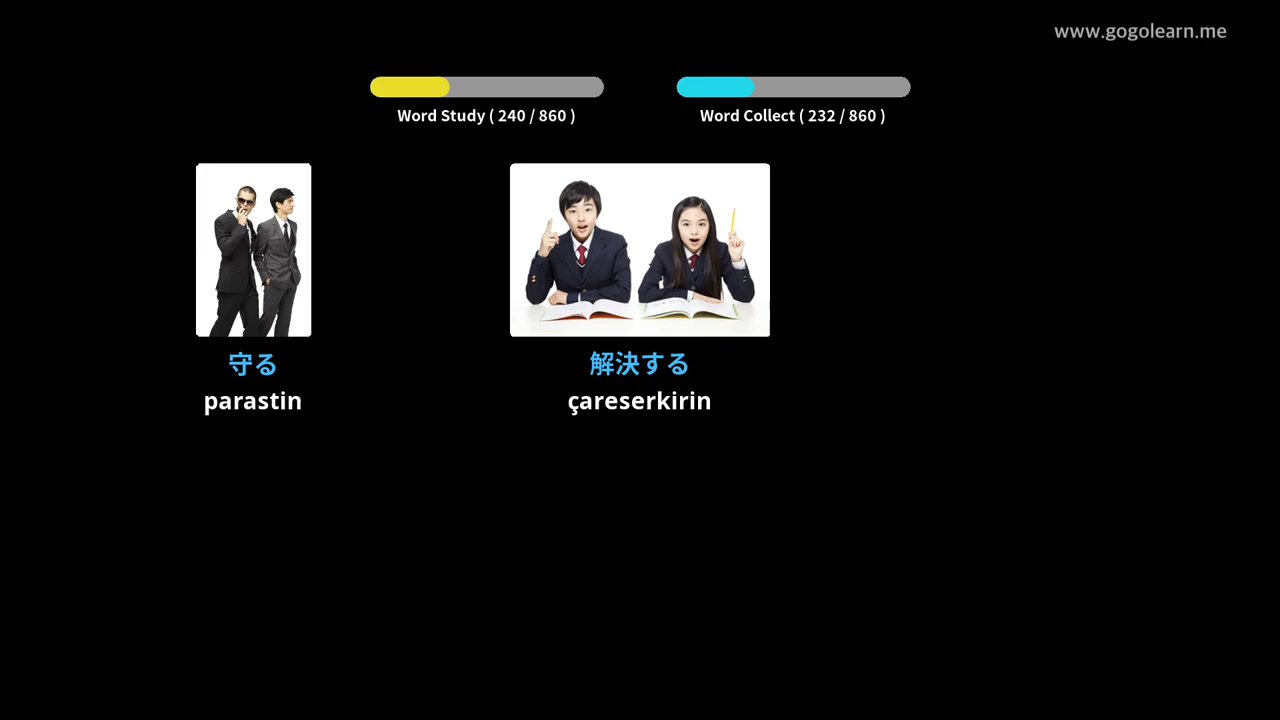 www.gogolearn.me
Word Study ( 240 / 860 )
Word Collect ( 232 / 860 )
守る
parastin
解決する
çareserkirin